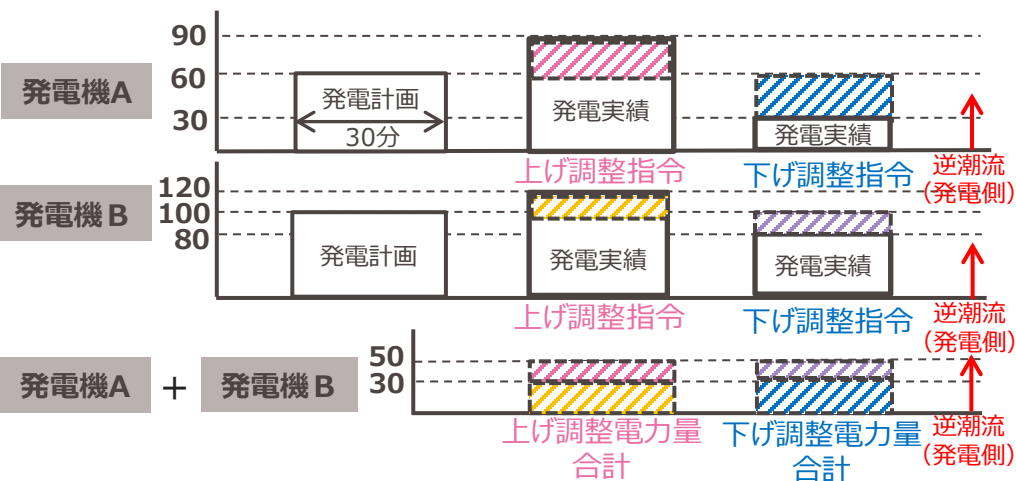 発電機A
90
60
30
発電計画
30分
発電実績
発電実績
上げ調整指令
下げ調整指令
逆潮流
(発電側)
発電機B
120
100
80
発電計画
発電実績
発電実績
上げ調整指令
下げ調整指令
逆潮流
(発電側)
発電機A + 発電機B
50
30
上げ調整電力量
合計
下げ調整電力量
合計
逆潮流
(発電側)